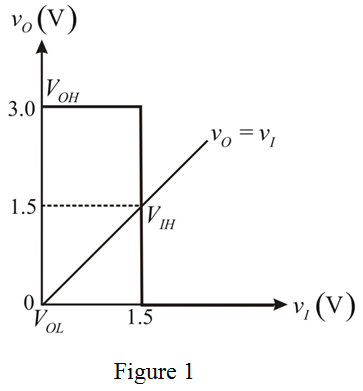 v_O (V)
V_OH
3.0
v_O = v_I
1.5
V_IH
0
V_OL
1.5
v_I (V)
Figure 1